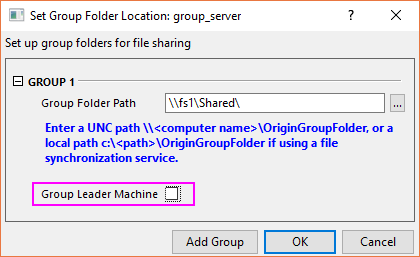 Set Group Folder Location: group_server
Set up group folders for file sharing
GROUP 1
Group Folder Path \\fs1\Shared\ ...
Enter a UNC path \\<computer name>\OriginGroupFolder, or a
local path c:\<path>\OriginGroupFolder if using a file
synchronization service.
Group Leader Machine
Add Group OK Cancel